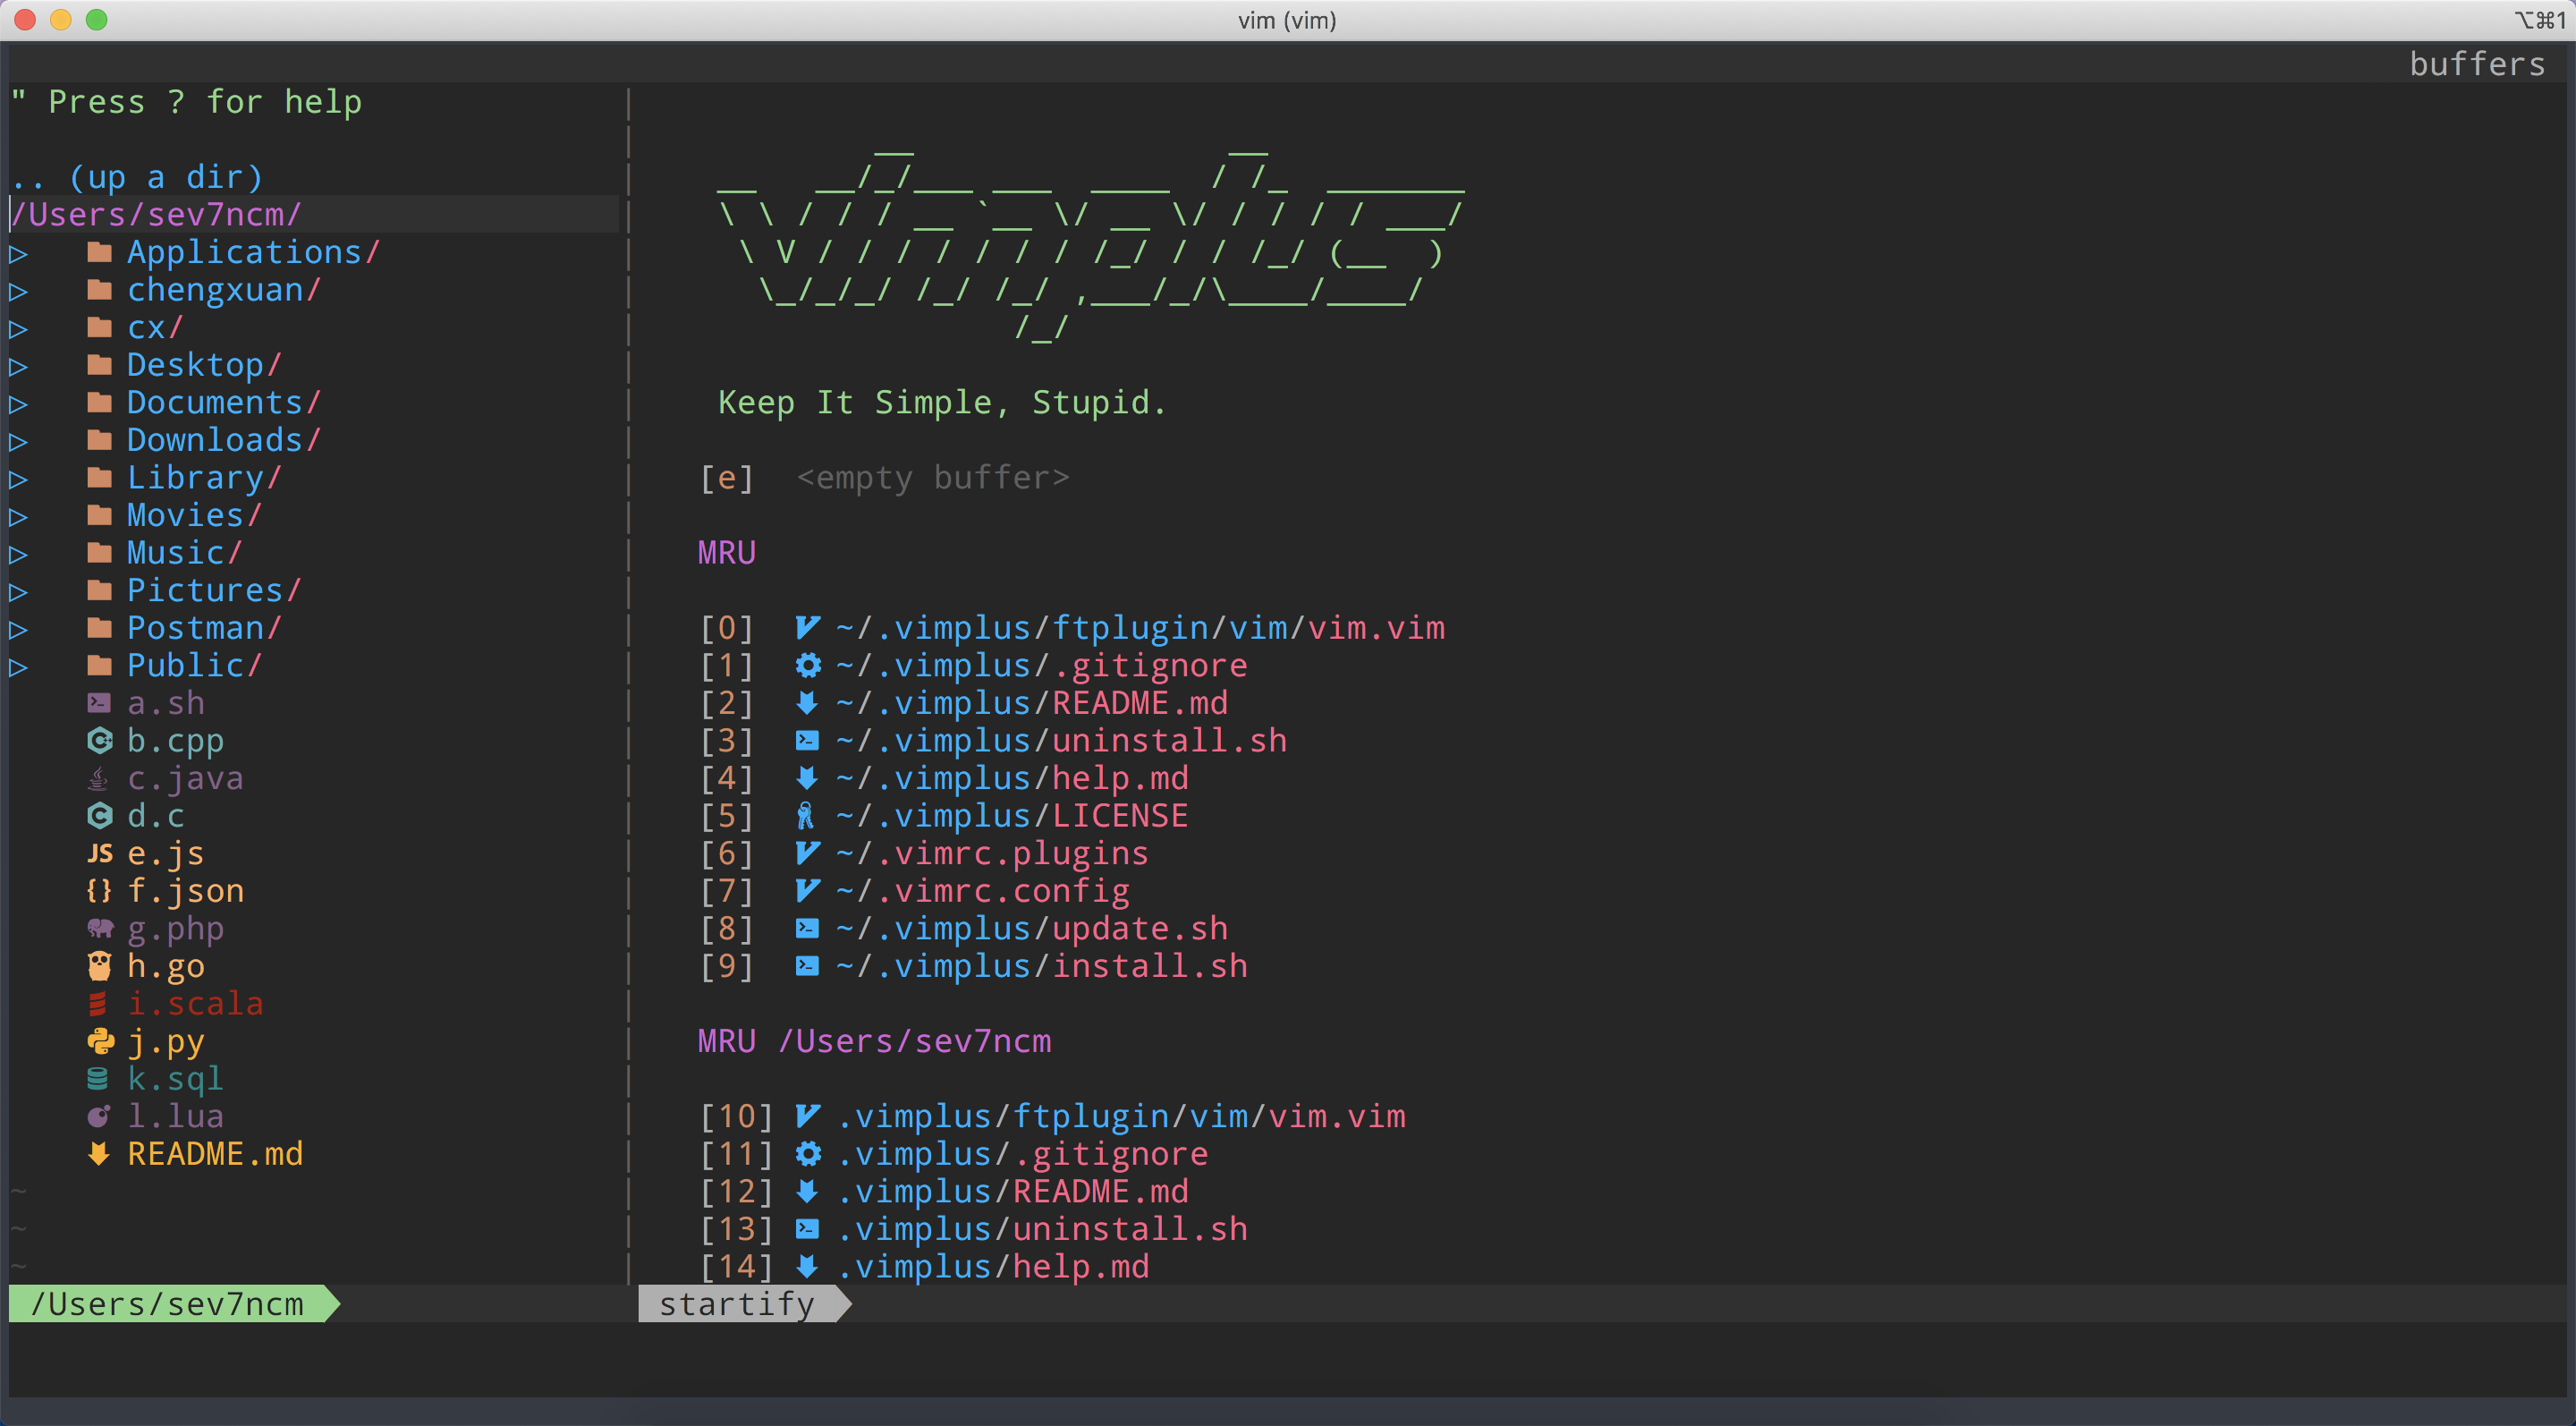 vim (vim)
⌥⌘1
buffers
" Press ? for help
.. (up a dir)
/Users/sev7ncm/
▷ Applications/
▷ chengxuan/
▷ cx/
▷ Desktop/
▷ Documents/
▷ Downloads/
▷ Library/
▷ Movies/
▷ Music/
▷ Pictures/
▷ Postman/
▷ Public/
a.sh
b.cpp
c.java
d.c
JS e.js
{} f.json
g.php
h.go
i.scala
j.py
k.sql
l.lua
README.md
~
~
~
/Users/sev7ncm
vimplus
Keep It Simple, Stupid.
[e] <empty buffer>
MRU
[0] ~/.vimplus/ftplugin/vim/vim.vim
[1] ~/.vimplus/.gitignore
[2] ~/.vimplus/README.md
[3] ~/.vimplus/uninstall.sh
[4] ~/.vimplus/help.md
[5] ~/.vimplus/LICENSE
[6] ~/.vimrc.plugins
[7] ~/.vimrc.config
[8] ~/.vimplus/update.sh
[9] ~/.vimplus/install.sh
MRU /Users/sev7ncm
[10] .vimplus/ftplugin/vim/vim.vim
[11] .vimplus/.gitignore
[12] .vimplus/README.md
[13] .vimplus/uninstall.sh
[14] .vimplus/help.md
startify